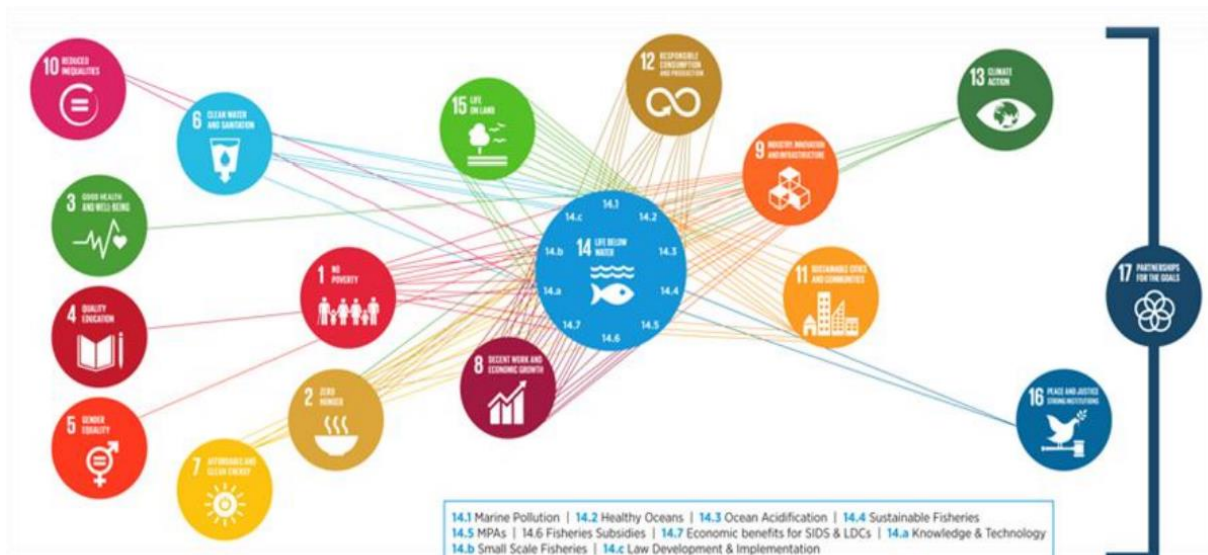 10 REDUCED
INEQUALITIES
6 CLEAN WATER
AND SANITATION
15 LIFE
ON LAND
12 RESPONSIBLE
CONSUMPTION
AND PRODUCTION
13 CLIMATE
ACTION
9 INDUSTRY, INNOVATION
AND INFRASTRUCTURE
3 GOOD HEALTH
AND WELL-BEING
14.1
14.c
14.2
14.b
14 LIFE BELOW
WATER
14.3
14.a
14.4
14.7
14.5
14.6
1 NO
POVERTY
11 SUSTAINABLE CITIES
AND COMMUNITIES
17 PARTNERSHIPS
FOR THE GOALS
4 QUALITY
EDUCATION
8 DECENT WORK AND
ECONOMIC GROWTH
2 ZERO
HUNGER
16 PEACE AND JUSTICE
STRONG INSTITUTIONS
5 GENDER
EQUALITY
7 AFFORDABLE AND
CLEAN ENERGY
14.1 Marine Pollution | 14.2 Healthy Oceans | 14.3 Ocean Acidification | 14.4 Sustainable Fisheries
14.5 MPAs | 14.6 Fisheries Subsidies | 14.7 Economic benefits for SIDS & LDCs | 14.a Knowledge & Technology
14.b Small Scale Fisheries | 14.c Law Development & Implementation